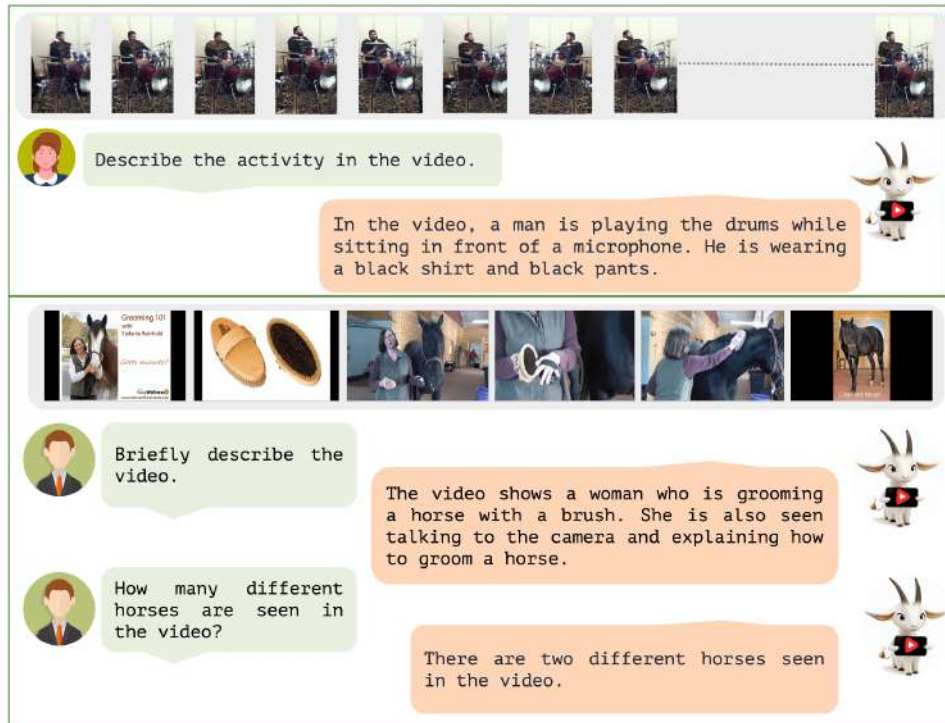 Describe the activity in the video.
In the video, a man is playing the drums while
sitting in front of a microphone. He is wearing
a black shirt and black pants.
Grooming 101
with
Briefly describe the
video.
The video shows a woman who is grooming
a horse with a brush. She is also seen
talking to the camera and explaining how
to groom a horse.
How many different
horses are seen in
the video?
There are two different horses seen
in the video.